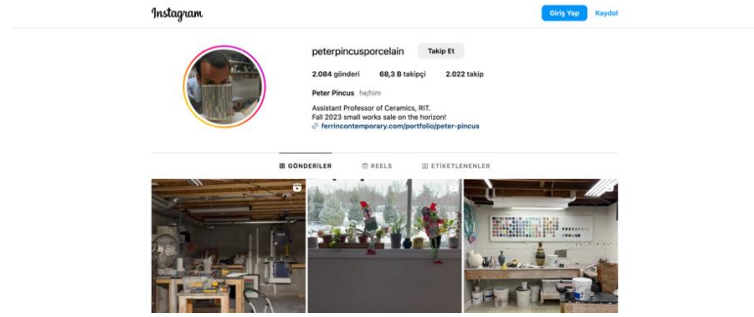 Instagram
Giriş Yap Kaydol
peterpincusporcelain Takip Et
2.084 gönderi 68,3 B takipçi 2.022 takip
Peter Pincus he/him
Assistant Professor of Ceramics, RIT.
Fall 2023 small works sale on the horizon!
ferrincontemporary.com/portfolio/peter-pincus
GÖNDERİLER REELS ETİKETLENENLER